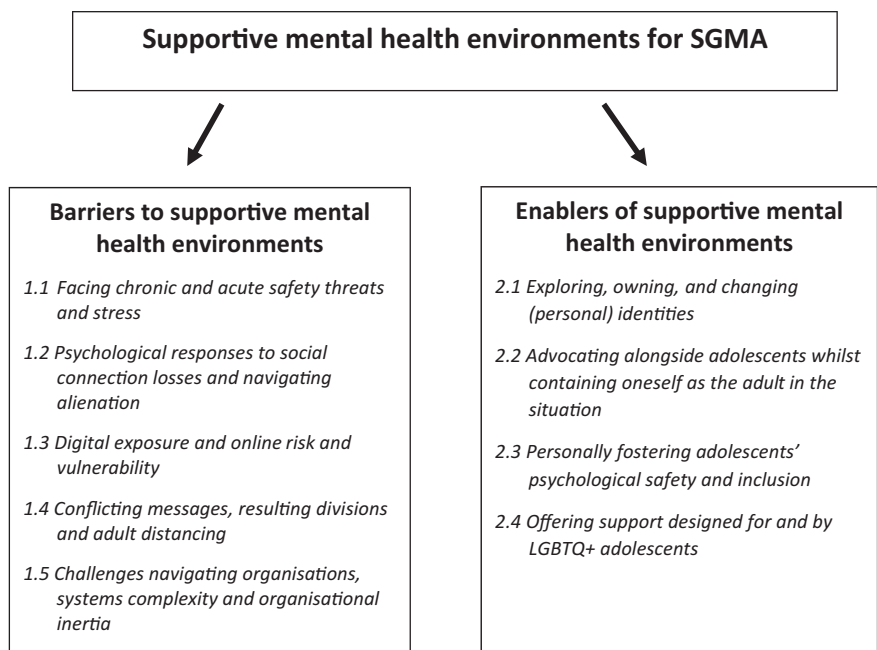 Supportive mental health environments for SGMA
Barriers to supportive mental
health environments
1.1 Facing chronic and acute safety threats
and stress
1.2 Psychological responses to social
connection losses and navigating
alienation
1.3 Digital exposure and online risk and
vulnerability
1.4 Conflicting messages, resulting divisions
and adult distancing
1.5 Challenges navigating organisations,
systems complexity and organisational
inertia
Enablers of supportive mental
health environments
2.1 Exploring, owning, and changing
(personal) identities
2.2 Advocating alongside adolescents whilst
containing oneself as the adult in the
situation
2.3 Personally fostering adolescents’
psychological safety and inclusion
2.4 Offering support designed for and by
LGBTQ+ adolescents